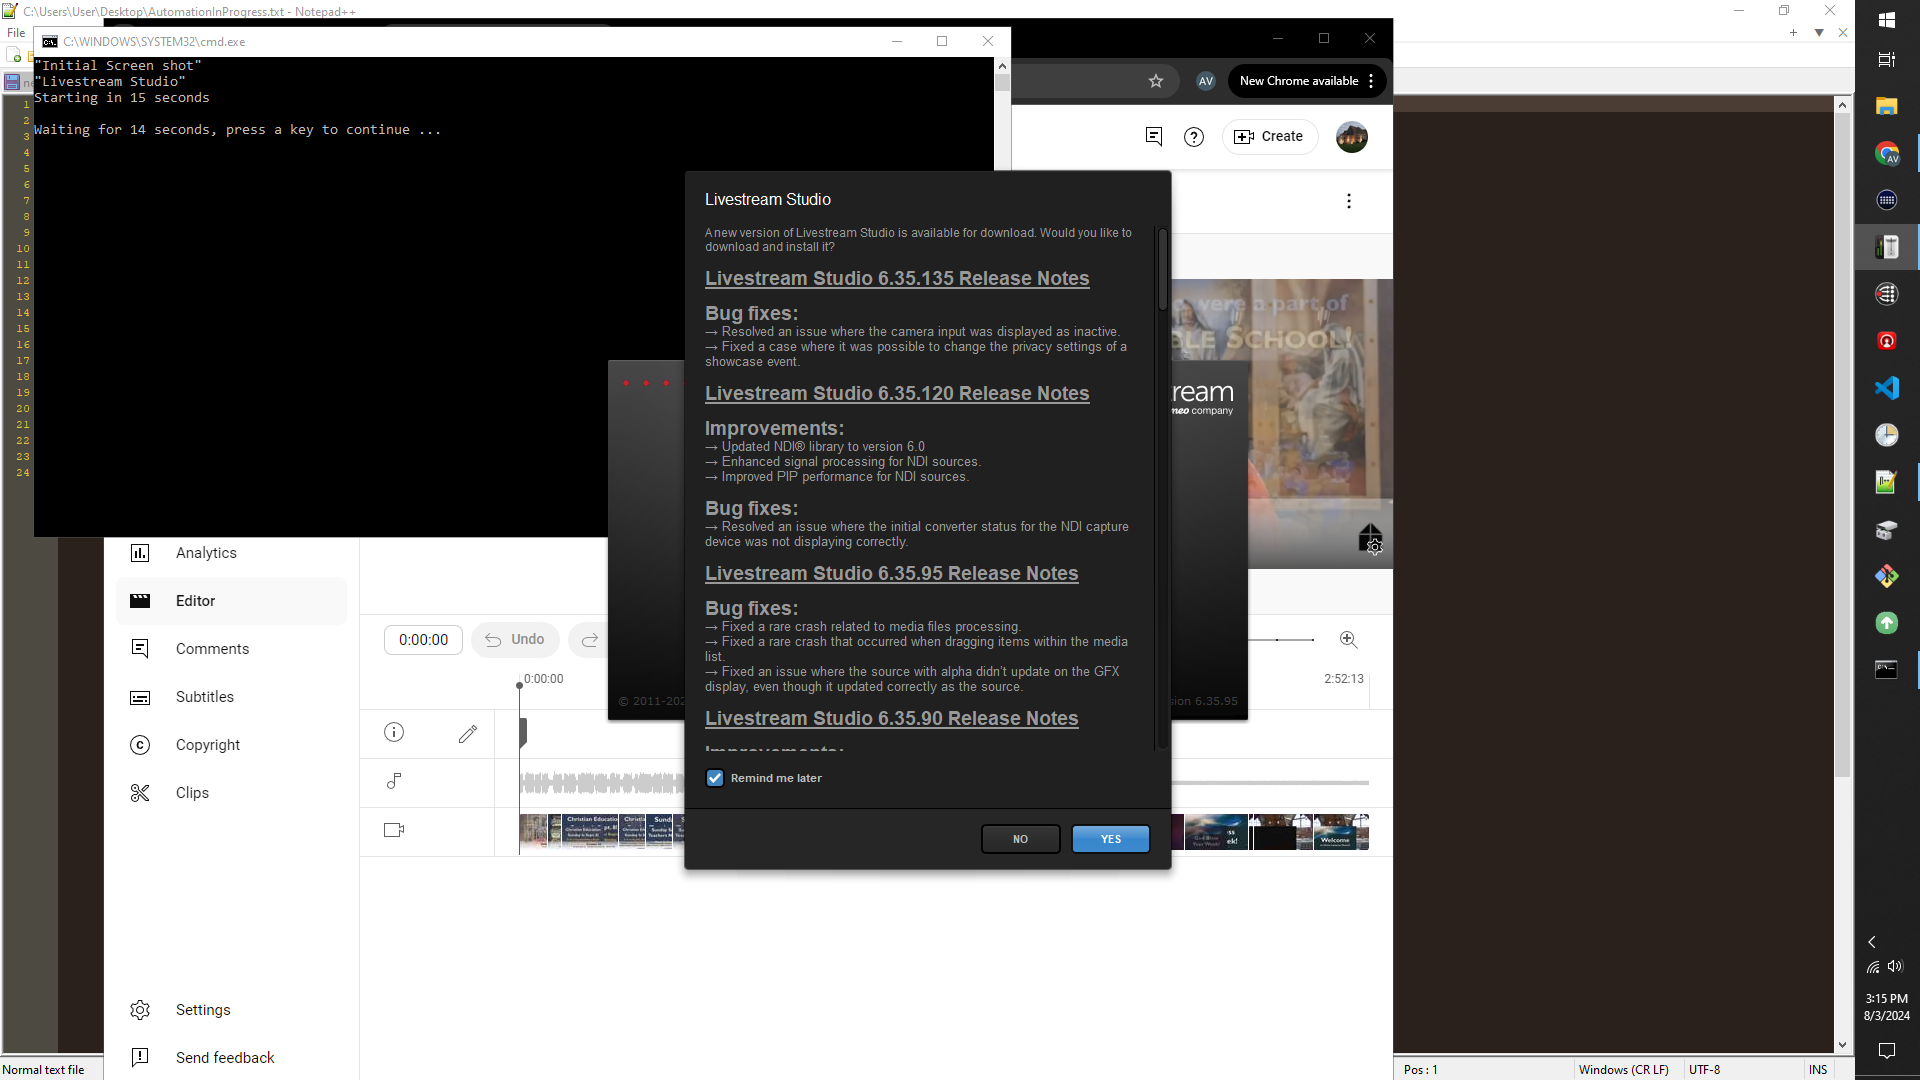 C:\Users\User\Desktop\AutomationInProgress.txt - Notepad++
File
C:\WINDOWS\SYSTEM32\cmd.exe
"Initial Screen shot"
"Livestream Studio"
Starting in 15 seconds
Waiting for 14 seconds, press a key to continue ...
1
2
3
4
5
6
7
8
9
10
11
12
13
14
15
16
17
18
19
20
21
22
23
24
AV
New Chrome available
Create
Livestream Studio
A new version of Livestream Studio is available for download. Would you like to
download and install it?
Livestream Studio 6.35.135 Release Notes
Bug fixes:
→ Resolved an issue where the camera input was displayed as inactive.
→ Fixed a case where it was possible to change the privacy settings of a
showcase event.
Livestream Studio 6.35.120 Release Notes
Improvements:
→ Updated NDI® library to version 6.0
→ Enhanced signal processing for NDI sources.
→ Improved PIP performance for NDI sources.
Bug fixes:
→ Resolved an issue where the initial converter status for the NDI capture
device was not displaying correctly.
Livestream Studio 6.35.95 Release Notes
Bug fixes:
→ Fixed a rare crash related to media files processing.
→ Fixed a rare crash that occurred when dragging items within the media
list.
→ Fixed an issue where the source with alpha didn't update on the GFX
display, even though it updated correctly as the source.
Livestream Studio 6.35.90 Release Notes
Improvements:
Remind me later
NO
YES
were a part of
BLE SCHOOL!
ream
meo company
© 2011-202
sion 6.35.95
Analytics
Editor
Comments
Subtitles
Copyright
Clips
Settings
Send feedback
0:00:00
Undo
0:00:00
2:52:13
Christian Education
Welcome
Normal text file
Pos : 1
Windows (CR LF)
UTF-8
INS
3:15 PM
8/3/2024